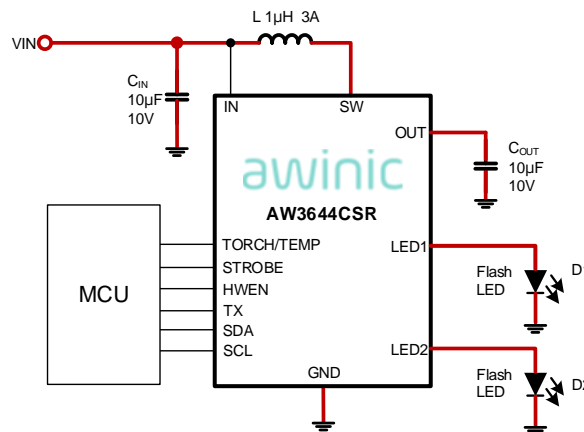 L 1µH 3A
VIN
CIN
10µF
10V
IN
SW
OUT
COUT
10µF
10V
awinic
AW3644CSR
MCU
TORCH/TEMP
STROBE
HWEN
TX
SDA
SCL
LED1
Flash
LED
LED2
Flash
LED
GND